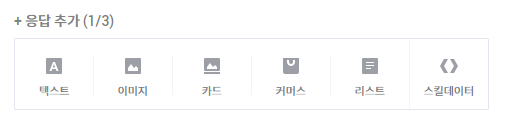 + 응답 추가 (1/3)
텍스트 이미지 카드 커머스 리스트 스킬데이터